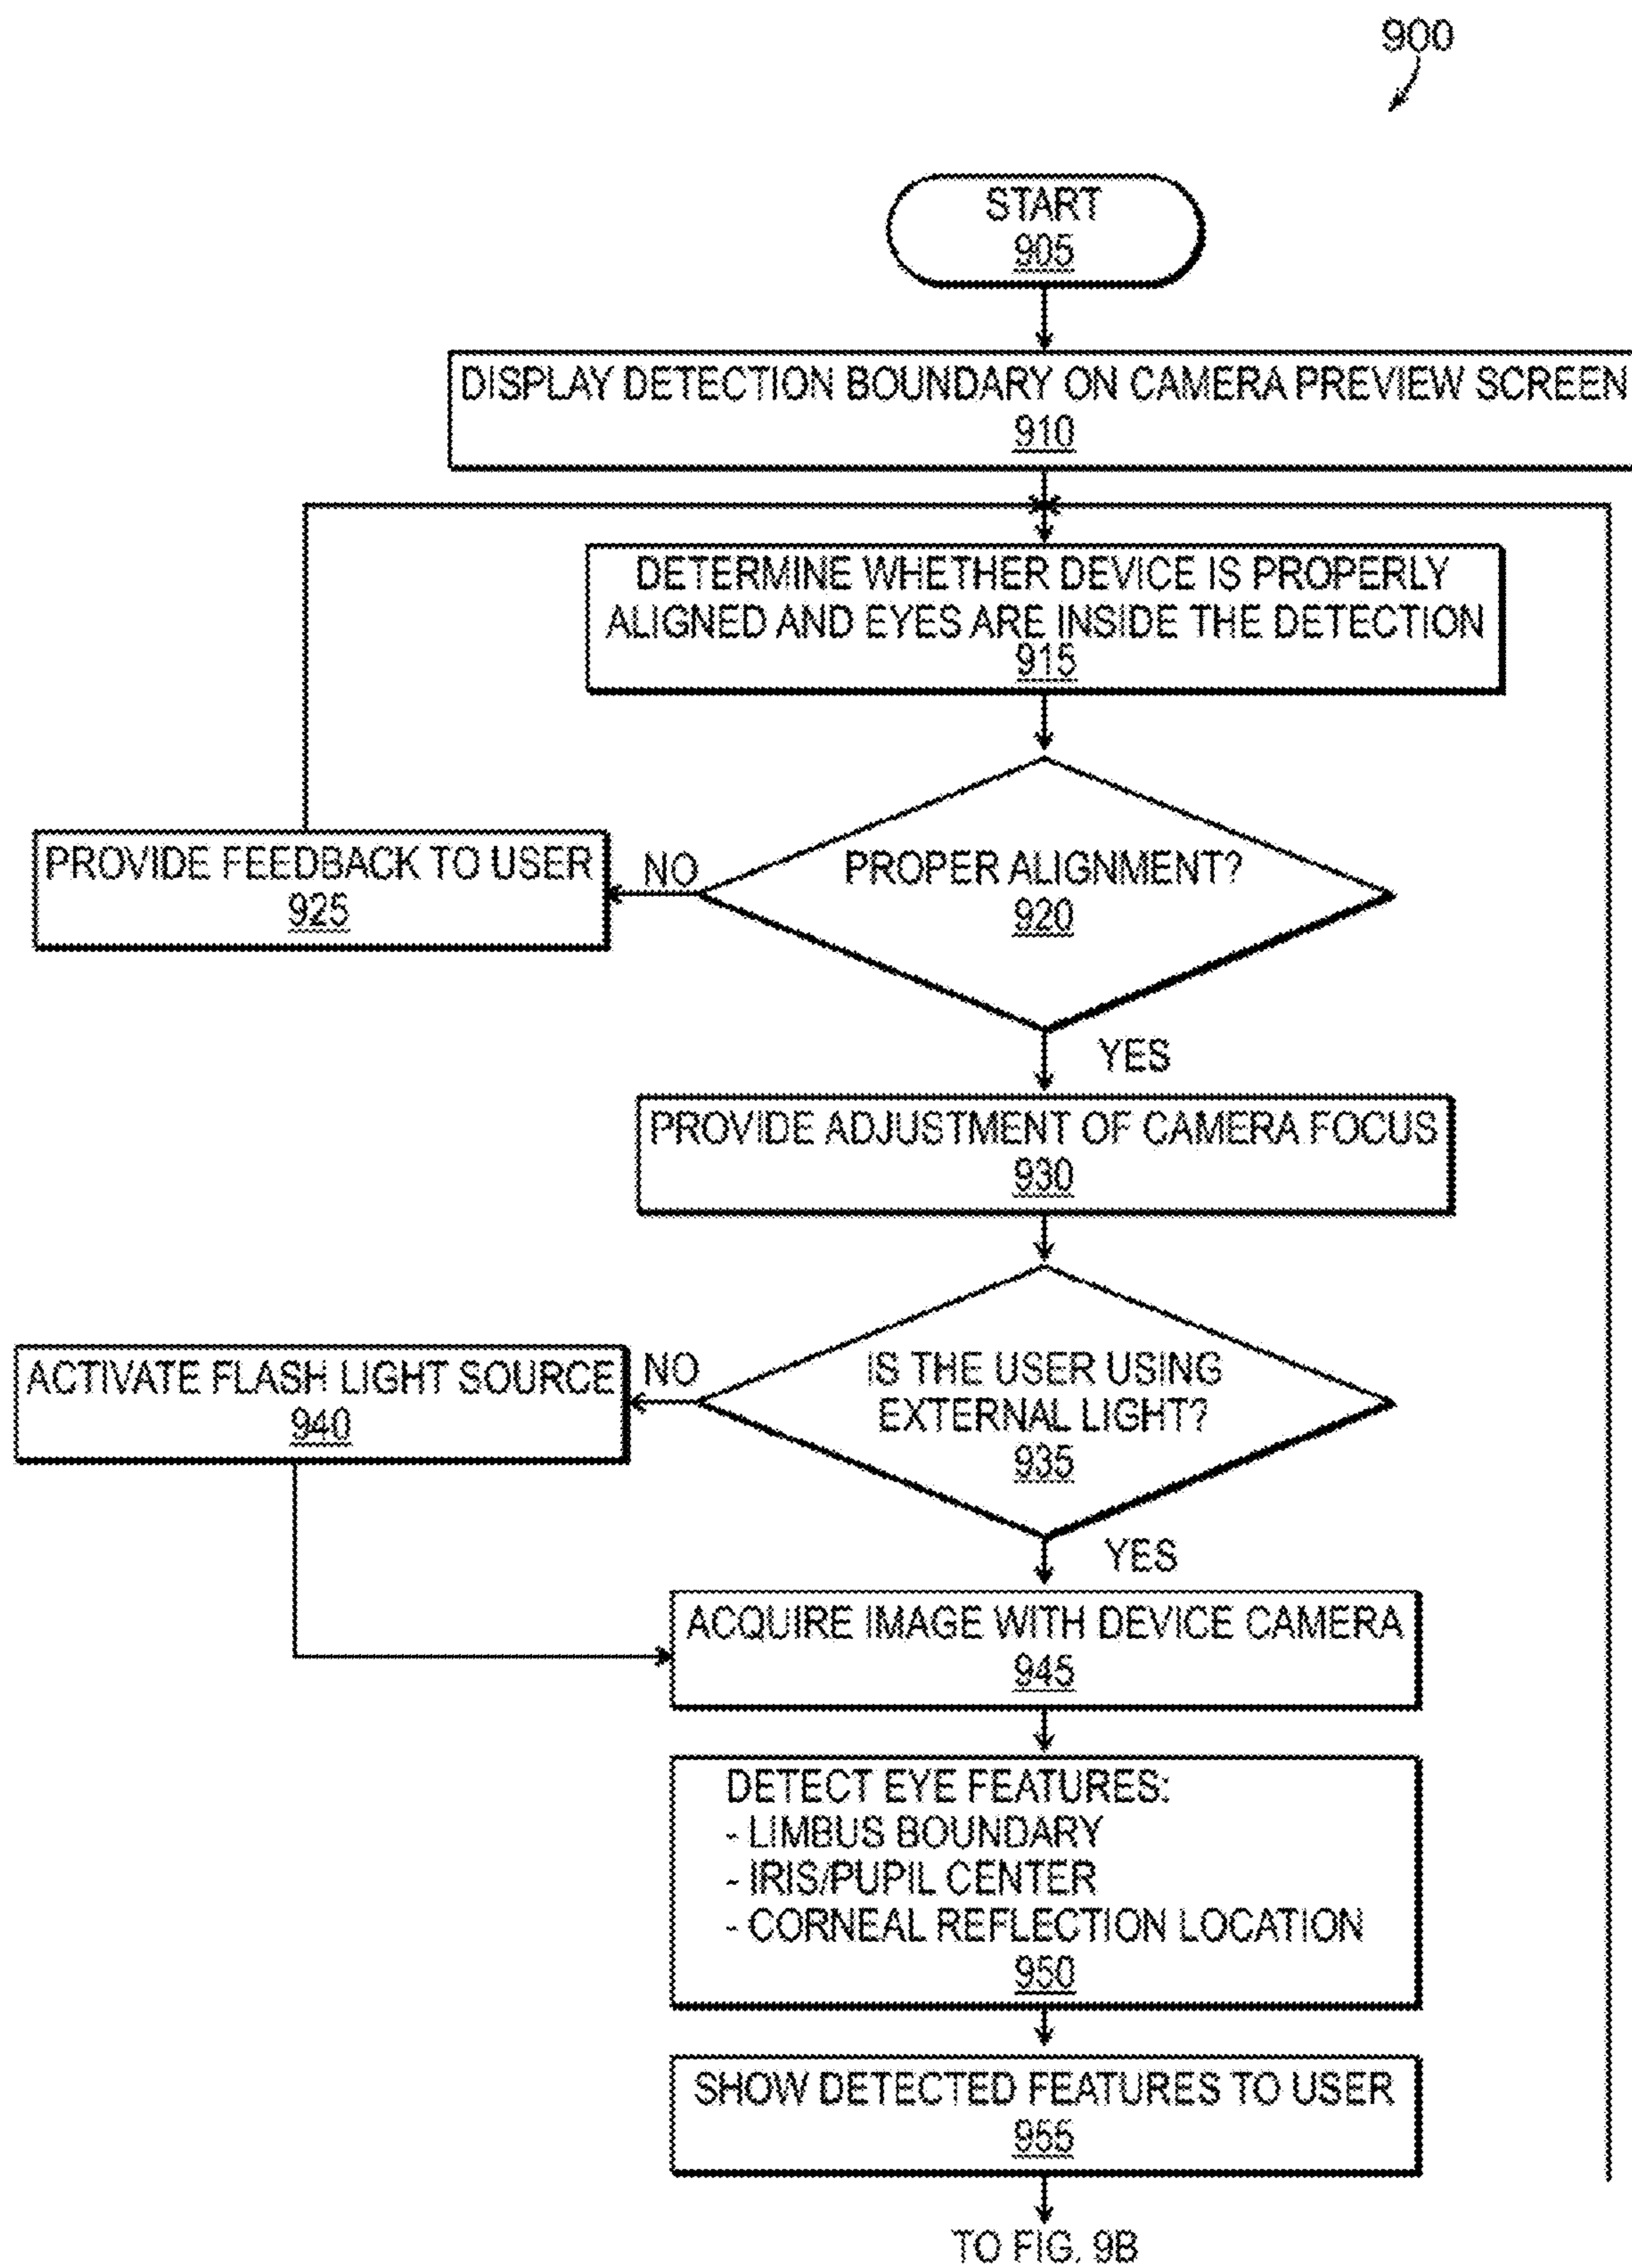 900
START
905
DISPLAY DETECTION BOUNDARY ON CAMERA PREVIEW SCREEN
910
DETERMINE WHETHER DEVICE IS PROPERLY
ALIGNED AND EYES ARE INSIDE THE DETECTION
915
PROPER ALIGNMENT?
920
NO
PROVIDE FEEDBACK TO USER
925
YES
PROVIDE ADJUSTMENT OF CAMERA FOCUS
930
IS THE USER USING
EXTERNAL LIGHT?
935
NO
ACTIVATE FLASH LIGHT SOURCE
940
YES
ACQUIRE IMAGE WITH DEVICE CAMERA
945
DETECT EYE FEATURES:
- LIMBUS BOUNDARY
- IRIS/PUPIL CENTER
- CORNEAL REFLECTION LOCATION
950
SHOW DETECTED FEATURES TO USER
955
TO FIG. 9B